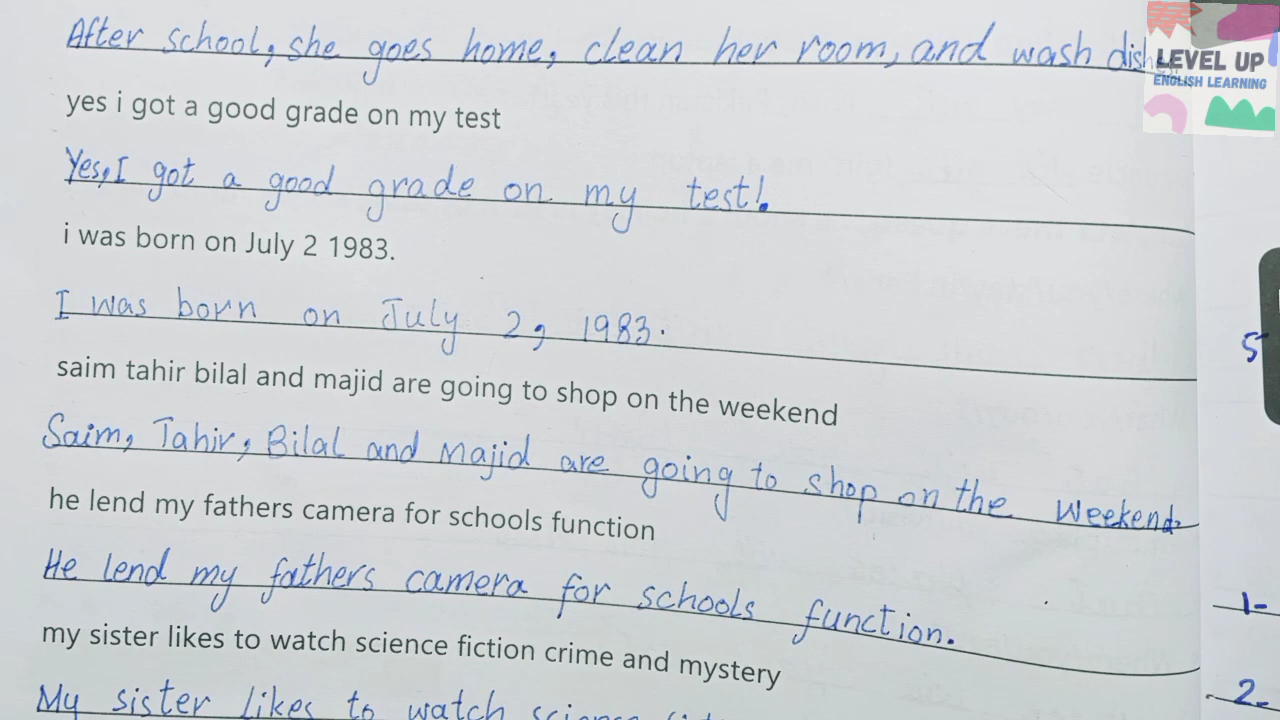 After school, she goes home, clean her room, and wash dishes.
LEVEL UP
ENGLISH LEARNING
yes i got a good grade on my test
Yes, I got a good grade on my test!
i was born on July 2 1983.
I was born on July 2, 1983.
5
saim tahir bilal and majid are going to shop on the weekend
Saim, Tahir, Bilal and Majid are going to shop on the weekend.
he lend my fathers camera for schools function
He lend my fathers camera for schools function.
1-
my sister likes to watch science fiction crime and mystery
2-
My sister likes to watch science